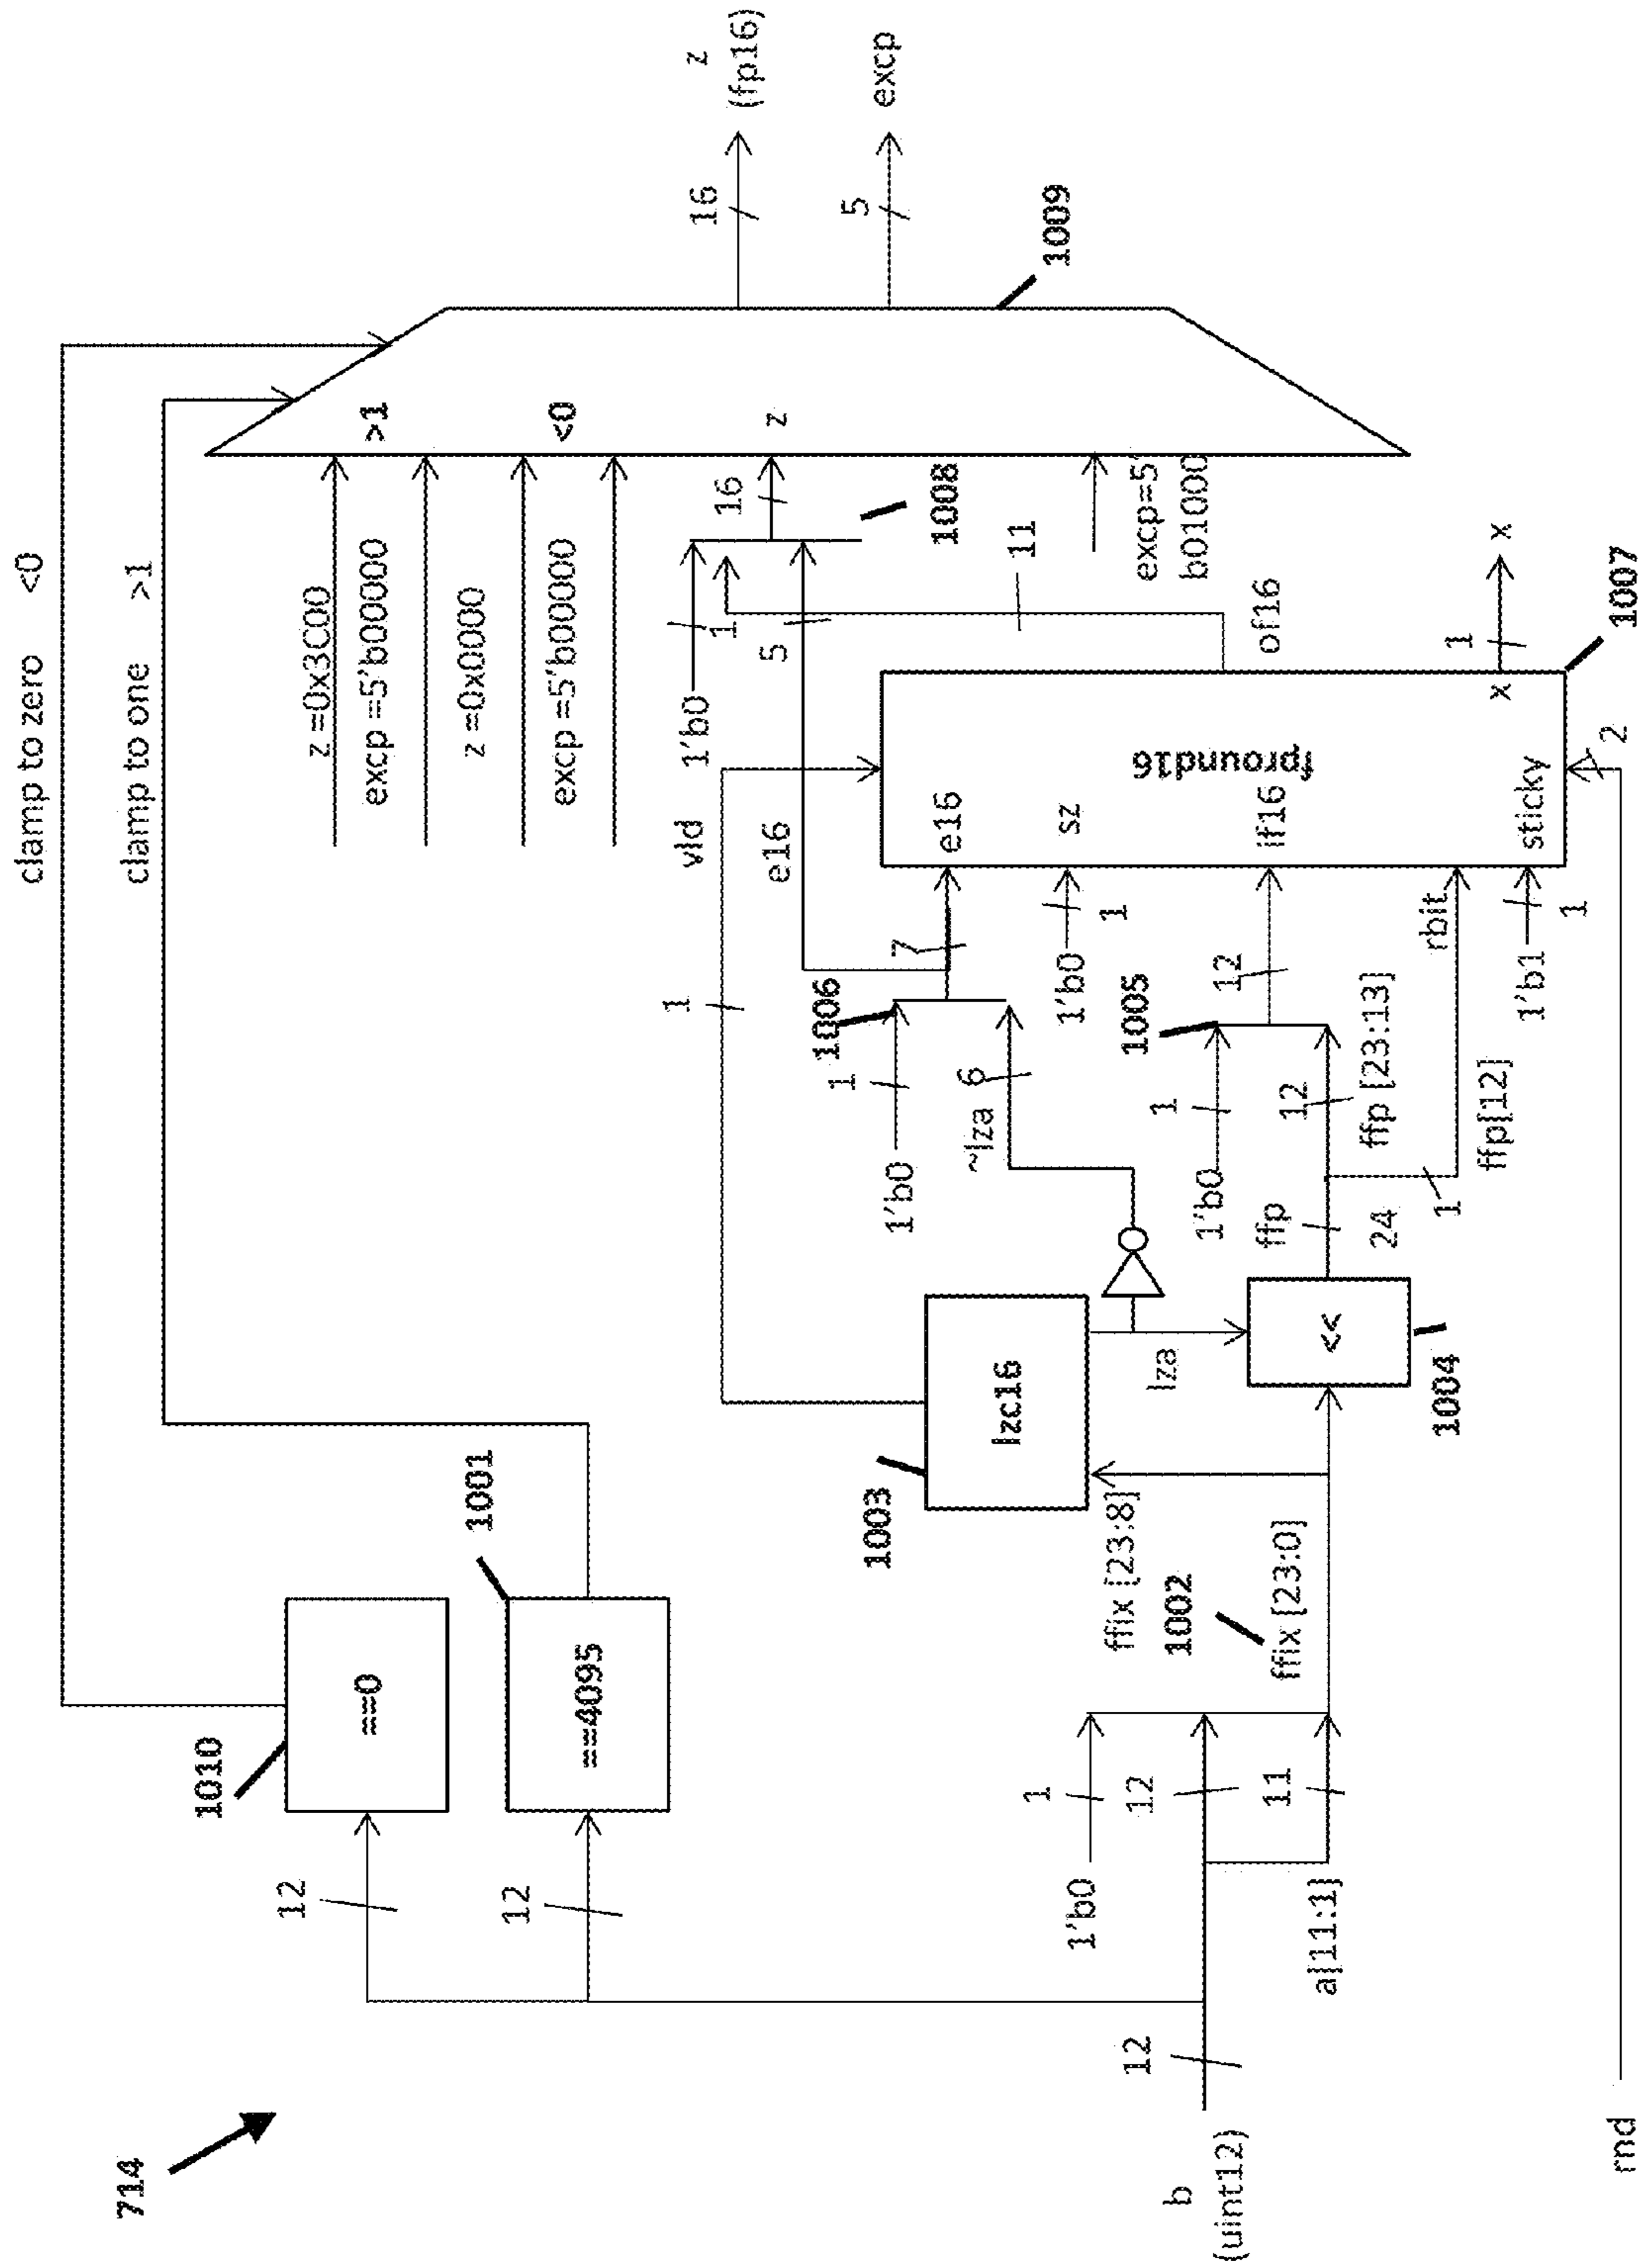 714
clamp to zero <0
clamp to one >1
1010
==0
1001
==4095
12
12
z =0x3C00
excp =5'b00000
z =0x0000
excp =5'b00000
>1
<0
z
16
z
(fp16)
5
excp
1009
1'b0
1
16
1008
5
11
excp=5'
b01000
vld
e16
1
1003
lzc16
ffix [23:8]
lza
~lza
6
1'b0
1
1006
7
e16
1'b0
1
sz
fpround16
if16
of16
1'b0
1
1005
12
12
ffp [23:13]
ffp
24
1
ffp[12]
rbit
1'b1
1
sticky
x
1
x
2
1007
<<
1004
1002
ffix [23:0]
1'b0
1
12
11
a[11:1]
12
b
(uint12)
rnd